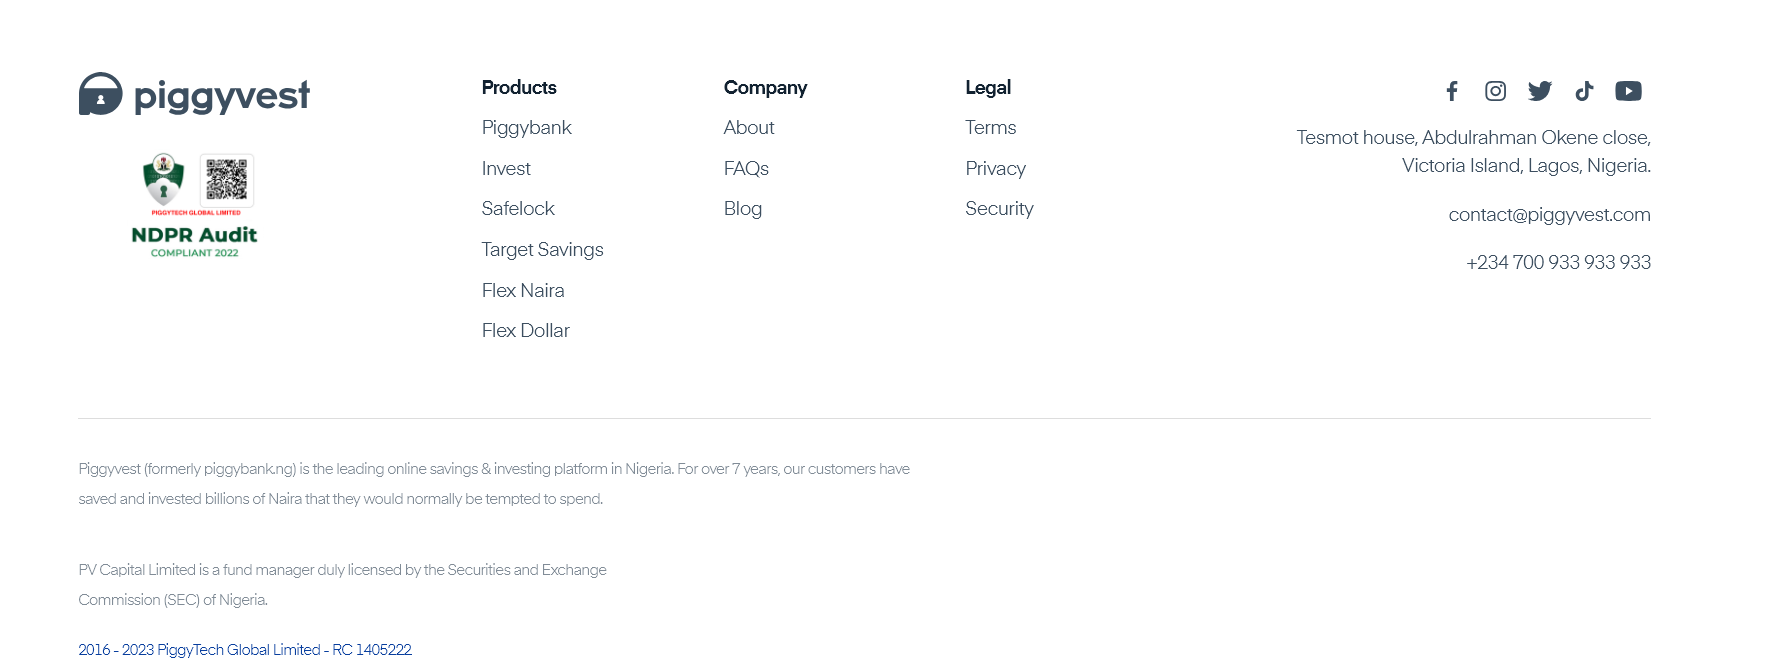 piggyvest
PIGGYTECH GLOBAL LIMITED
NDPR Audit
COMPLIANT 2022
Products
Piggybank
Invest
Safelock
Target Savings
Flex Naira
Flex Dollar
Company
About
FAQs
Blog
Legal
Terms
Privacy
Security
Tesmot house, Abdulrahman Okene close,
Victoria Island, Lagos, Nigeria.
contact@piggyvest.com
+234 700 933 933 933
Piggyvest (formerly piggybank.ng) is the leading online savings & investing platform in Nigeria. For over 7 years, our customers have
saved and invested billions of Naira that they would normally be tempted to spend.
PV Capital Limited is a fund manager duly licensed by the Securities and Exchange
Commission (SEC) of Nigeria.
2016 - 2023 PiggyTech Global Limited - RC 1405222